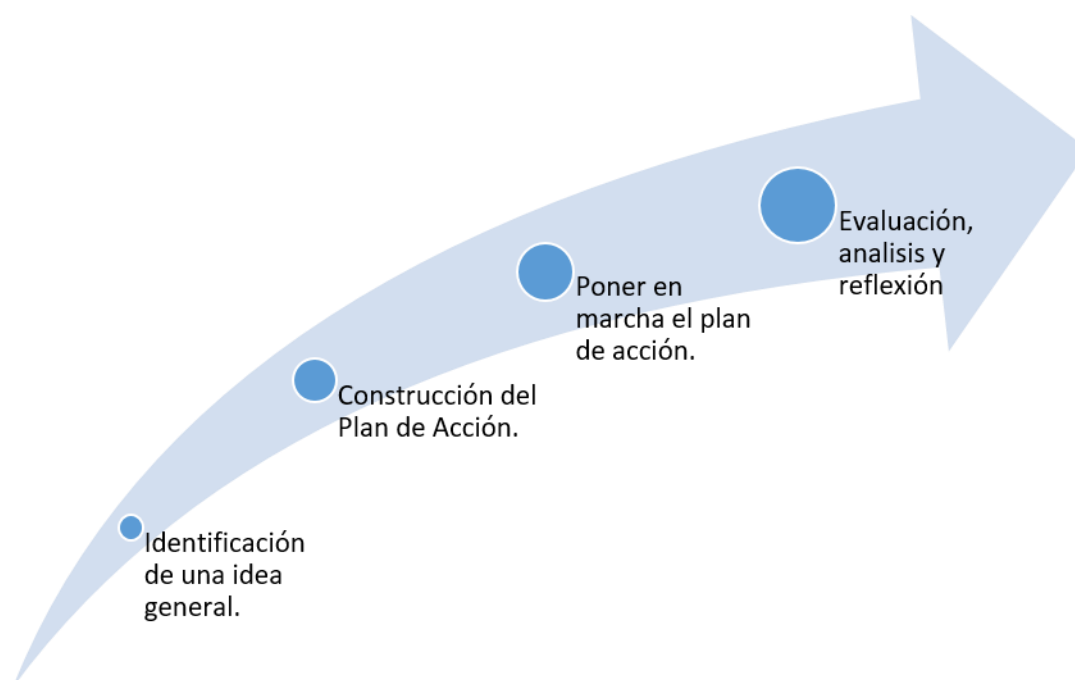 Identificación
de una idea
general.
Construcción del
Plan de Acción.
Poner en
marcha el plan
de acción.
Evaluación,
analisis y
reflexión